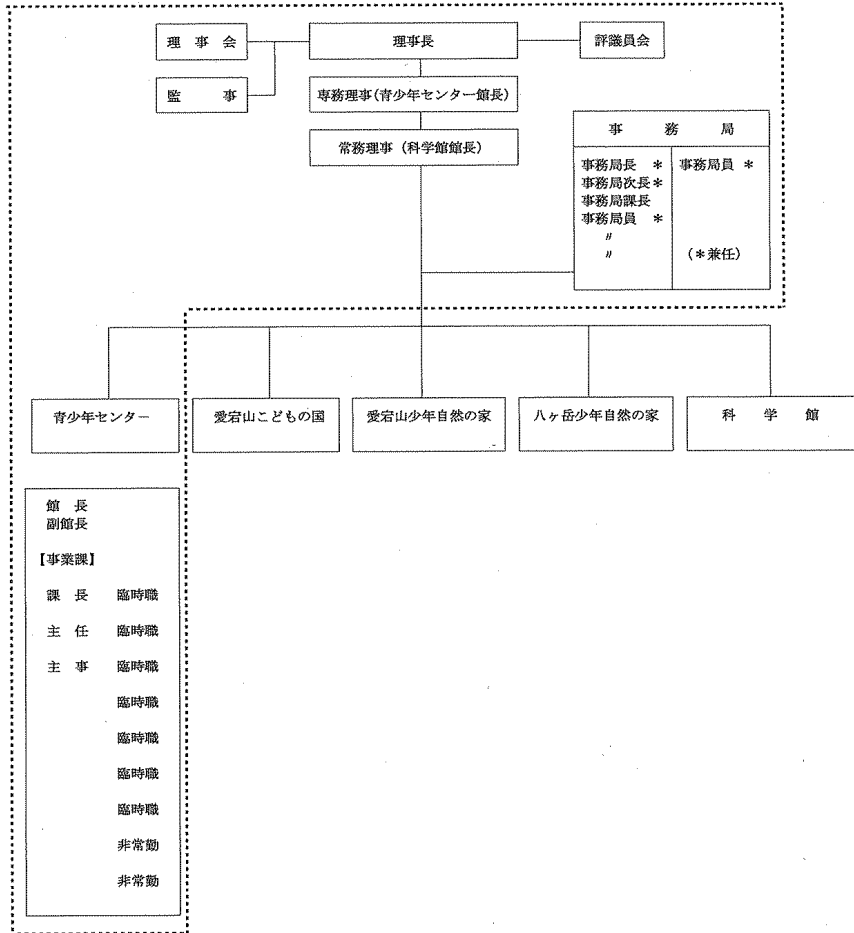 理 事 会
理事長
評議員会
監 事
専務理事(青少年センター館長)
常務理事(科学館館長)
事 務 局
事務局長 ＊ 事務局員 ＊
事務局次長＊
事務局課長
事務局員 ＊
〃
〃 (＊兼任)
青少年センター
愛宕山こどもの国
愛宕山少年自然の家
八ヶ岳少年自然の家
科 学 館
館 長
副館長
【事業課】
課 長 臨時職
主 任 臨時職
主 事 臨時職
臨時職
臨時職
臨時職
臨時職
非常勤
非常勤